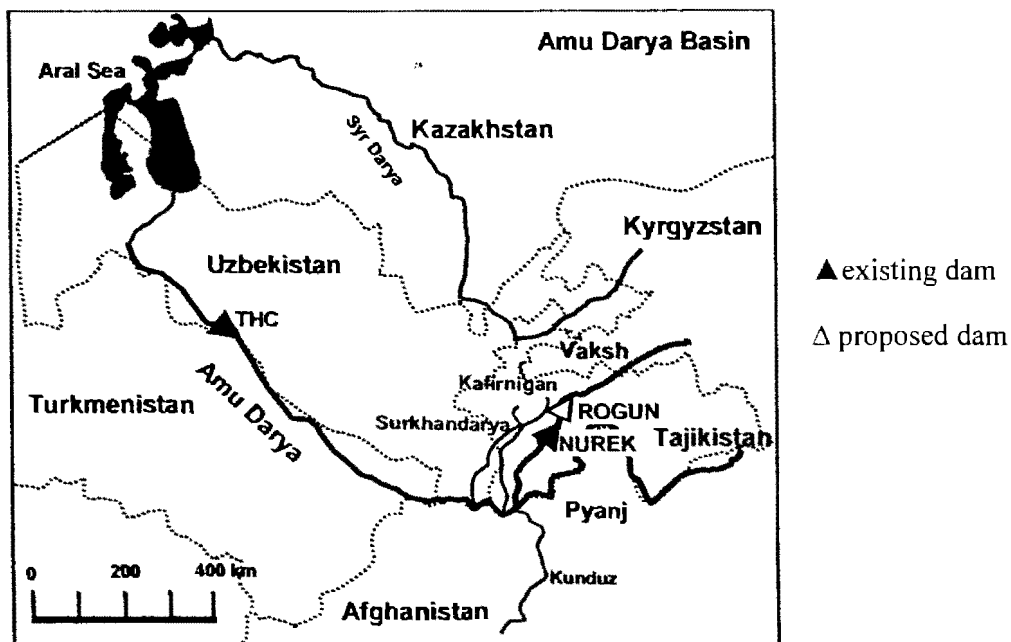 Amu Darya Basin
Aral Sea
Syr Darya
Kazakhstan
Kyrgyzstan
Uzbekistan
▲existing dam
THC
Δ proposed dam
Vaksh
Kafirnigan
Amu Darya
Turkmenistan
Surkhandarya
ROGUN
NUREK
Tajikistan
Pyanj
0 200 400 km
Kunduz
Afghanistan